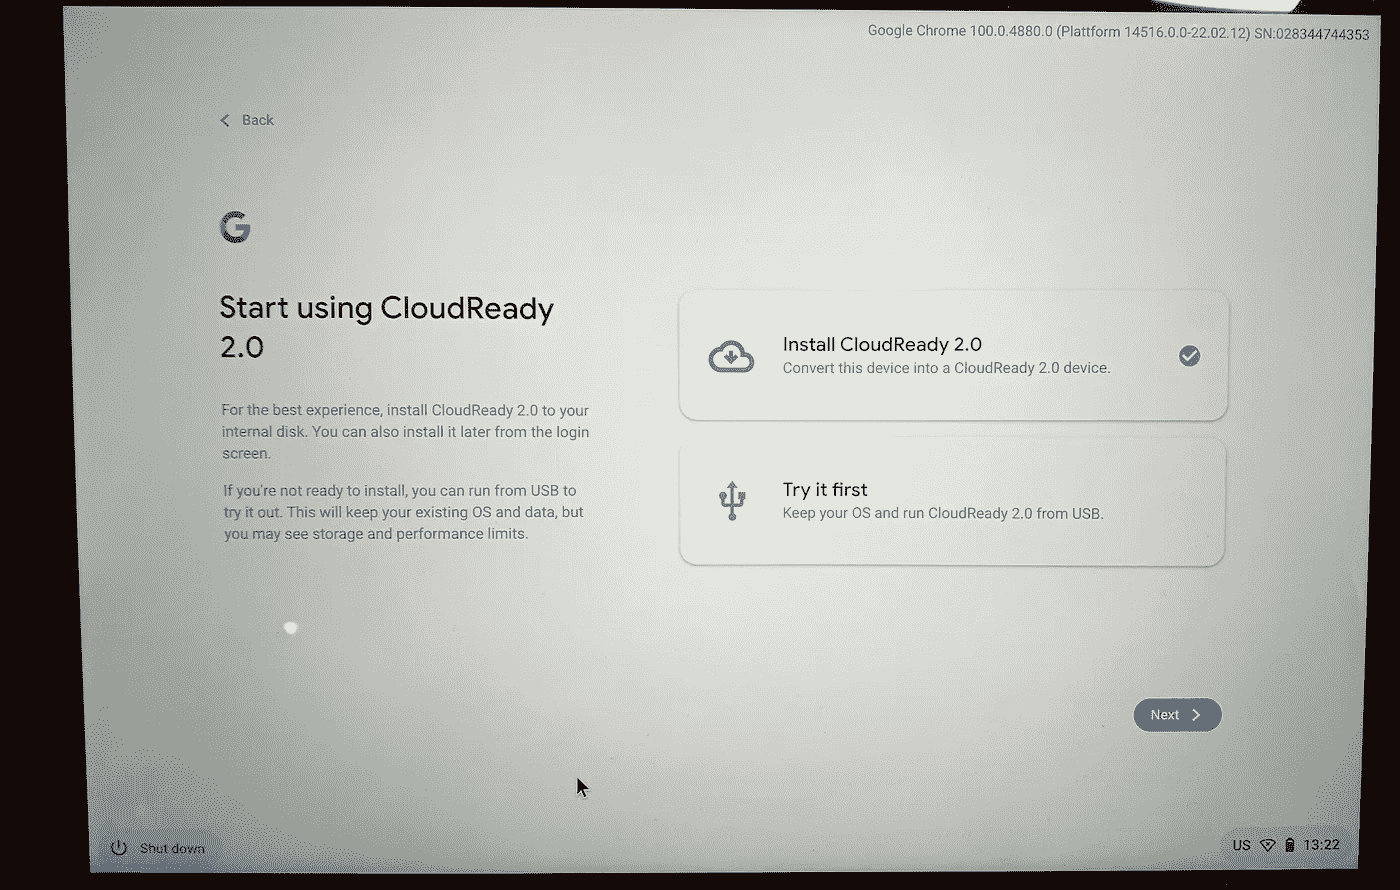 Google Chrome 100.0.4880.0 (Plattform 14516.0.0-22.02.12) SN:028344744353
Back
G
Start using CloudReady
2.0
For the best experience, install CloudReady 2.0 to your
internal disk. You can also install it later from the login
screen.
If you're not ready to install, you can run from USB to
try it out. This will keep your existing OS and data, but
you may see storage and performance limits.
Install CloudReady 2.0
Convert this device into a CloudReady 2.0 device.
Try it first
Keep your OS and run CloudReady 2.0 from USB.
Next
Shut down
US 13:22